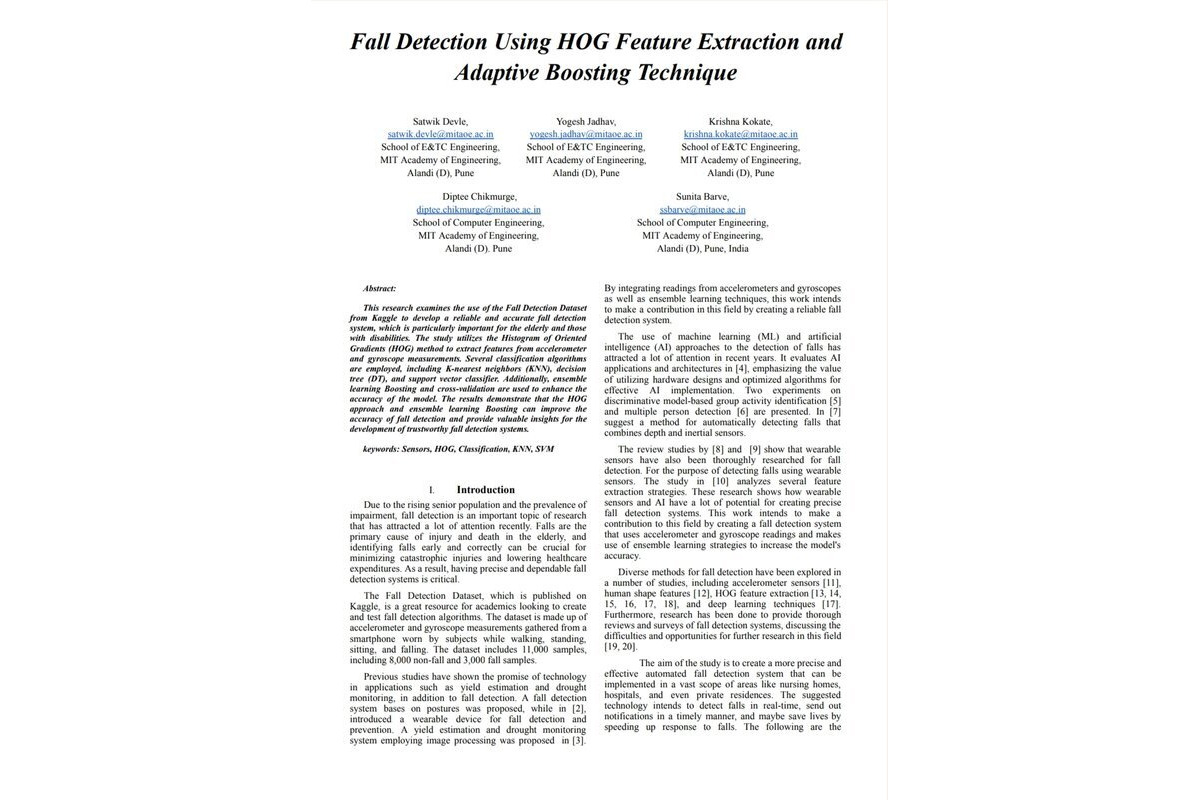 Fall Detection Using HOG Feature Extraction and
Adaptive Boosting Technique
Satwik Devle,
satwik.devle@mitaoe.ac.in
School of E&TC Engineering,
MIT Academy of Engineering,
Alandi (D), Pune
Yogesh Jadhav,
yogesh.jadhav@mitaoe.ac.in
School of E&TC Engineering,
MIT Academy of Engineering,
Alandi (D), Pune
Krishna Kokate,
krishna.kokate@mitaoe.ac.in
School of E&TC Engineering,
MIT Academy of Engineering,
Alandi (D), Pune
Diptee Chikmurge,
diptee.chikmurge@mitaoe.ac.in
School of Computer Engineering,
MIT Academy of Engineering,
Alandi (D). Pune
Sunita Barve,
ssbarve@mitaoe.ac.in
School of Computer Engineering,
MIT Academy of Engineering,
Alandi (D), Pune, India
Abstract:
This research examines the use of the Fall Detection Dataset
from Kaggle to develop a reliable and accurate fall detection
system, which is particularly important for the elderly and those
with disabilities. The study utilizes the Histogram of Oriented
Gradients (HOG) method to extract features from accelerometer
and gyroscope measurements. Several classification algorithms
are employed, including K-nearest neighbors (KNN), decision
tree (DT), and support vector classifier. Additionally, ensemble
learning Boosting and cross-validation are used to enhance the
accuracy of the model. The results demonstrate that the HOG
approach and ensemble learning Boosting can improve the
accuracy of fall detection and provide valuable insights for the
development of trustworthy fall detection systems.
keywords: Sensors, HOG, Classification, KNN, SVM
I. Introduction
Due to the rising senior population and the prevalence of
impairment, fall detection is an important topic of research
that has attracted a lot of attention recently. Falls are the
primary cause of injury and death in the elderly, and
identifying falls early and correctly can be crucial for
minimizing catastrophic injuries and lowering healthcare
expenditures. As a result, having precise and dependable fall
detection systems is critical.
The Fall Detection Dataset, which is published on
Kaggle, is a great resource for academics looking to create
and test fall detection algorithms. The dataset is made up of
accelerometer and gyroscope measurements gathered from a
smartphone worn by subjects while walking, standing,
sitting, and falling. The dataset includes 11,000 samples,
including 8,000 non-fall and 3,000 fall samples.
Previous studies have shown the promise of technology
in applications such as yield estimation and drought
monitoring, in addition to fall detection. A fall detection
system bases on postures was proposed, while in [2],
introduced a wearable device for fall detection and
prevention. A yield estimation and drought monitoring
system employing image processing was proposed in [3].
By integrating readings from accelerometers and gyroscopes
as well as ensemble learning techniques, this work intends
to make a contribution in this field by creating a reliable fall
detection system.
The use of machine learning (ML) and artificial
intelligence (AI) approaches to the detection of falls has
attracted a lot of attention in recent years. It evaluates AI
applications and architectures in [4], emphasizing the value
of utilizing hardware designs and optimized algorithms for
effective AI implementation. Two experiments on
discriminative model-based group activity identification [5]
and multiple person detection [6] are presented. In [7]
suggest a method for automatically detecting falls that
combines depth and inertial sensors.
The review studies by [8] and [9] show that wearable
sensors have also been thoroughly researched for fall
detection. For the purpose of detecting falls using wearable
sensors. The study in [10] analyzes several feature
extraction strategies. These research shows how wearable
sensors and AI have a lot of potential for creating precise
fall detection systems. This work intends to make a
contribution to this field by creating a fall detection system
that uses accelerometer and gyroscope readings and makes
use of ensemble learning strategies to increase the model's
accuracy.
Diverse methods for fall detection have been explored in
a number of studies, including accelerometer sensors [11],
human shape features [12], HOG feature extraction [13, 14,
15, 16, 17, 18], and deep learning techniques [17].
Furthermore, research has been done to provide thorough
reviews and surveys of fall detection systems, discussing the
difficulties and opportunities for further research in this field
[19, 20].
The aim of the study is to create a more precise and
effective automated fall detection system that can be
implemented in a vast scope of areas like nursing homes,
hospitals, and even private residences. The suggested
technology intends to detect falls in real-time, send out
notifications in a timely manner, and maybe save lives by
speeding up response to falls. The following are the